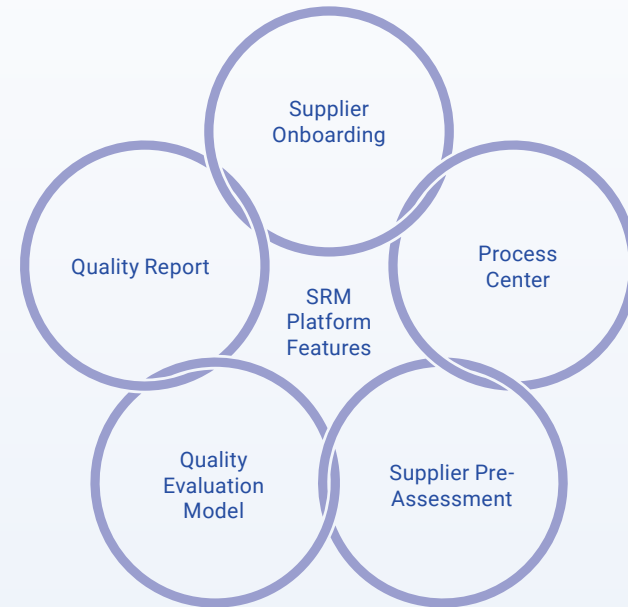 Supplier
Onboarding
Quality Report
Process
Center
SRM
Platform
Features
Quality
Evaluation
Model
Supplier Pre-
Assessment